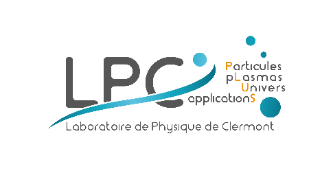 LPC
Particules
pLasmas
Univers
applicationS
Laboratoire de Physique de Clermont